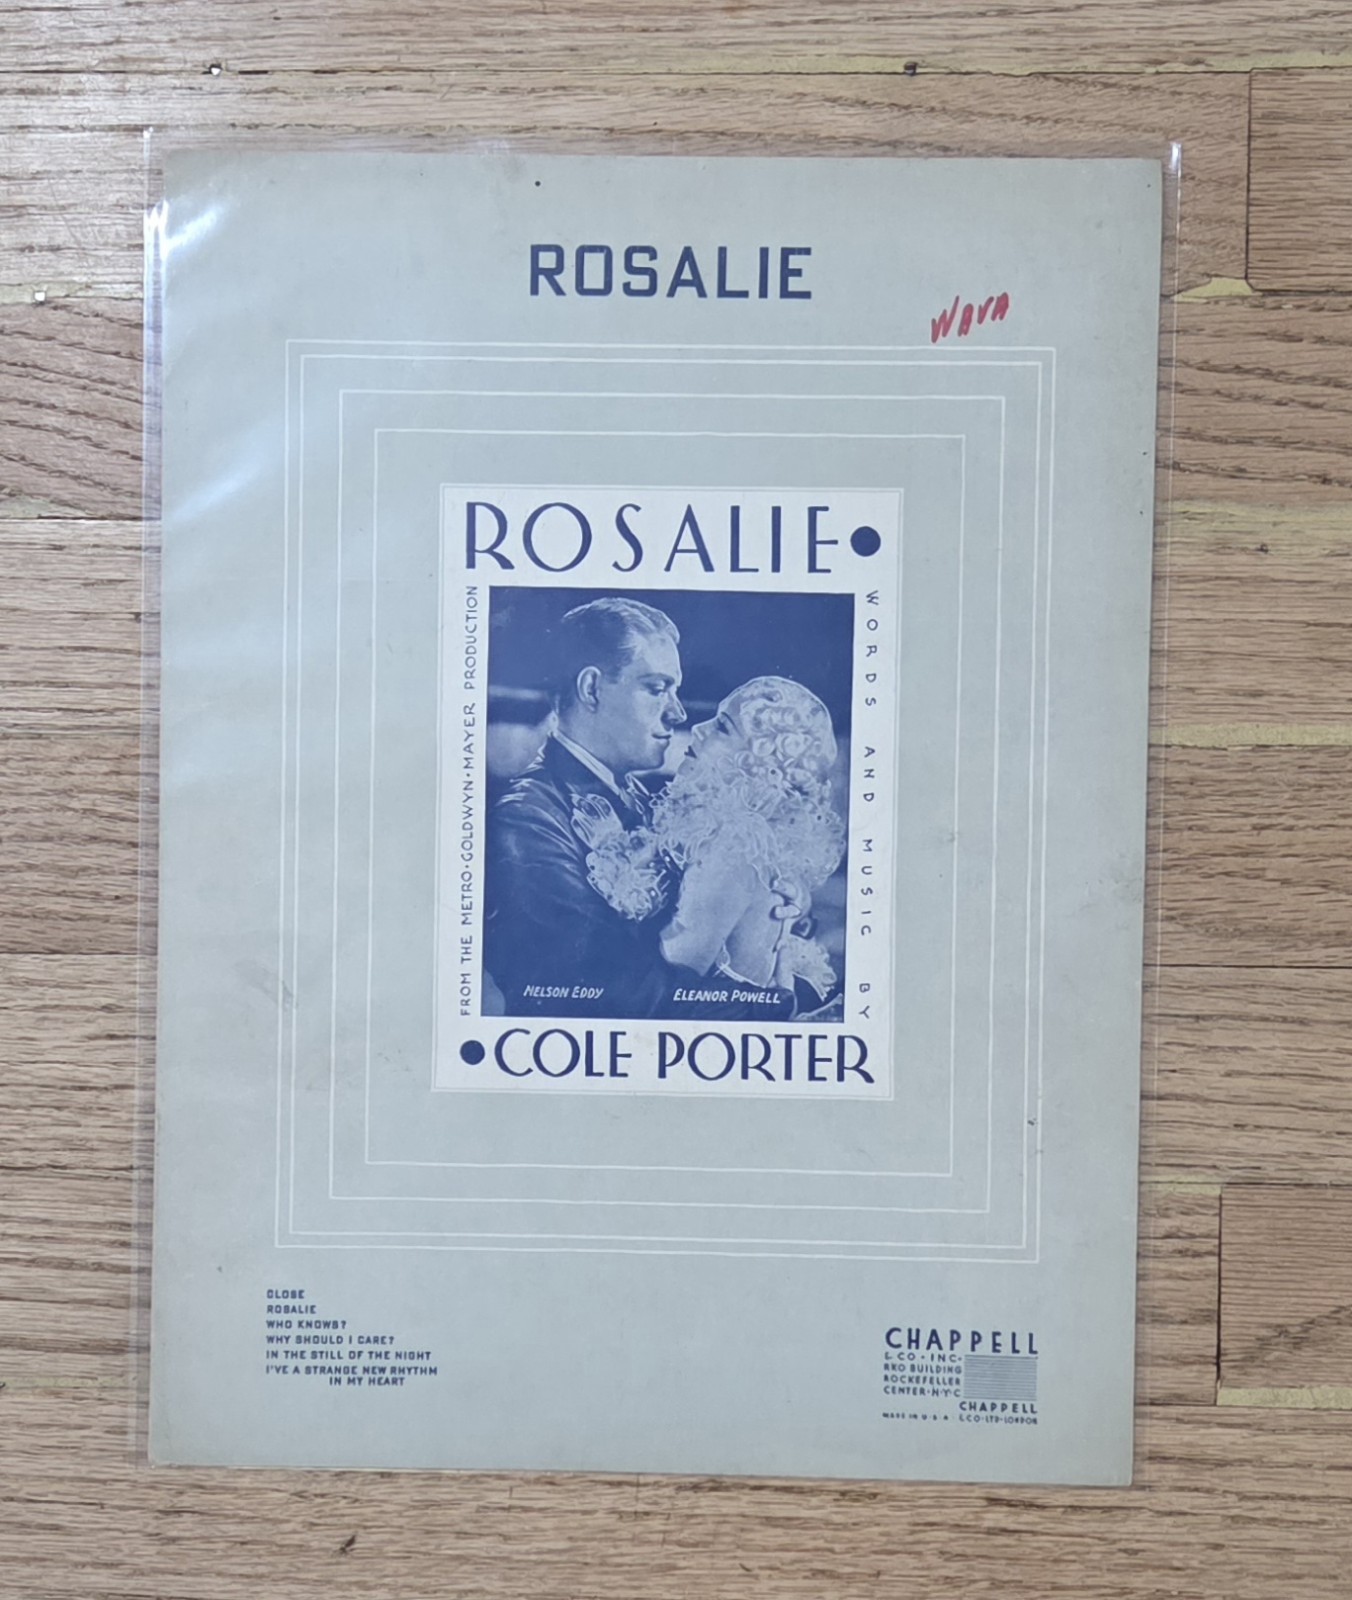 ROSALIE
WAVA
ROSALIE•
FROM THE METRO•GOLDWYN•MAYER PRODUCTION
WORDS AND MUSIC BY
NELSON EDDY
ELEANOR POWELL
•COLE PORTER
CLOSE
ROSALIE
WHO KNOWS?
WHY SHOULD I CARE?
IN THE STILL OF THE NIGHT
I'VE A STRANGE NEW RHYTHM
IN MY HEART
CHAPPELL
& CO•INC•
RKO BUILDING
ROCKEFELLER
CENTER•N•Y•C
CHAPPELL
MADE IN U•S•A & CO•LTD•LONDON